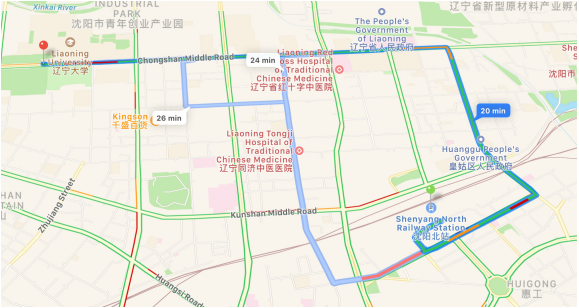 INDUSTRIAL
PARK
沈阳市青年创业产业园
Xinkai River
辽宁省新型原材料产业孵
The People's
Government
of Liaoning
辽宁省人民政府
Liaoning
University
辽宁大学
Chongshan Middle Road
24 min
Liaoning Red
Cross Hospital
of Traditional
Chinese Medicine
辽宁省红十字中医院
沈阳市
Kingson
千盛百货
26 min
20 min
Liaoning Tongji
Hospital of
Traditional
Chinese Medicine
辽宁同济中医医院
Huanggu People's
Government
皇姑区人民政府
HAN
TAIN
山
Zhujiang Street
Kunshan Middle Road
Shenyang North
Railway Station
沈阳北站
Huangsi Road
HUIGONG
惠工